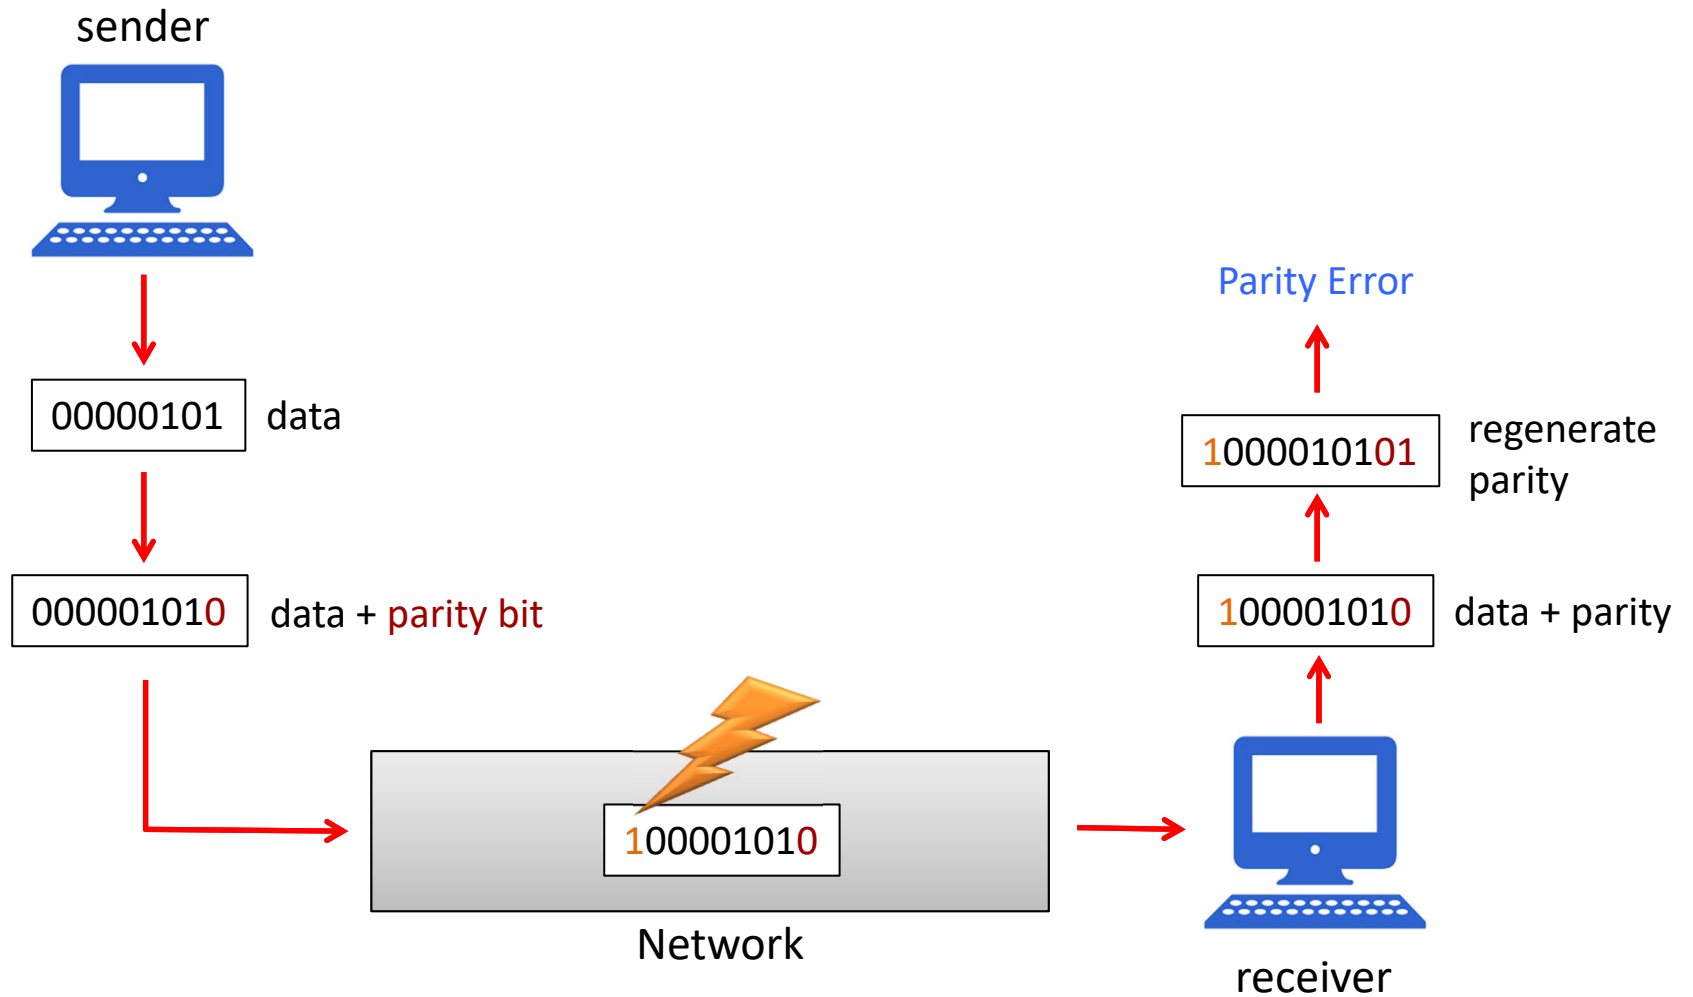 sender
00000101 data
000001010 data + parity bit
100001010
Network
receiver
100001010 data + parity
1000010101 regenerate
parity
Parity Error